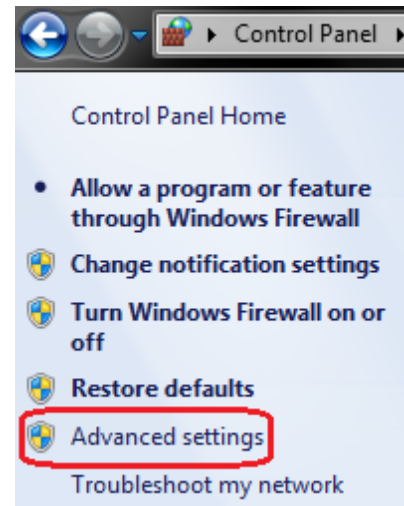 Control Panel
Control Panel Home
Allow a program or feature
through Windows Firewall
Change notification settings
Turn Windows Firewall on or
off
Restore defaults
Advanced settings
Troubleshoot my network